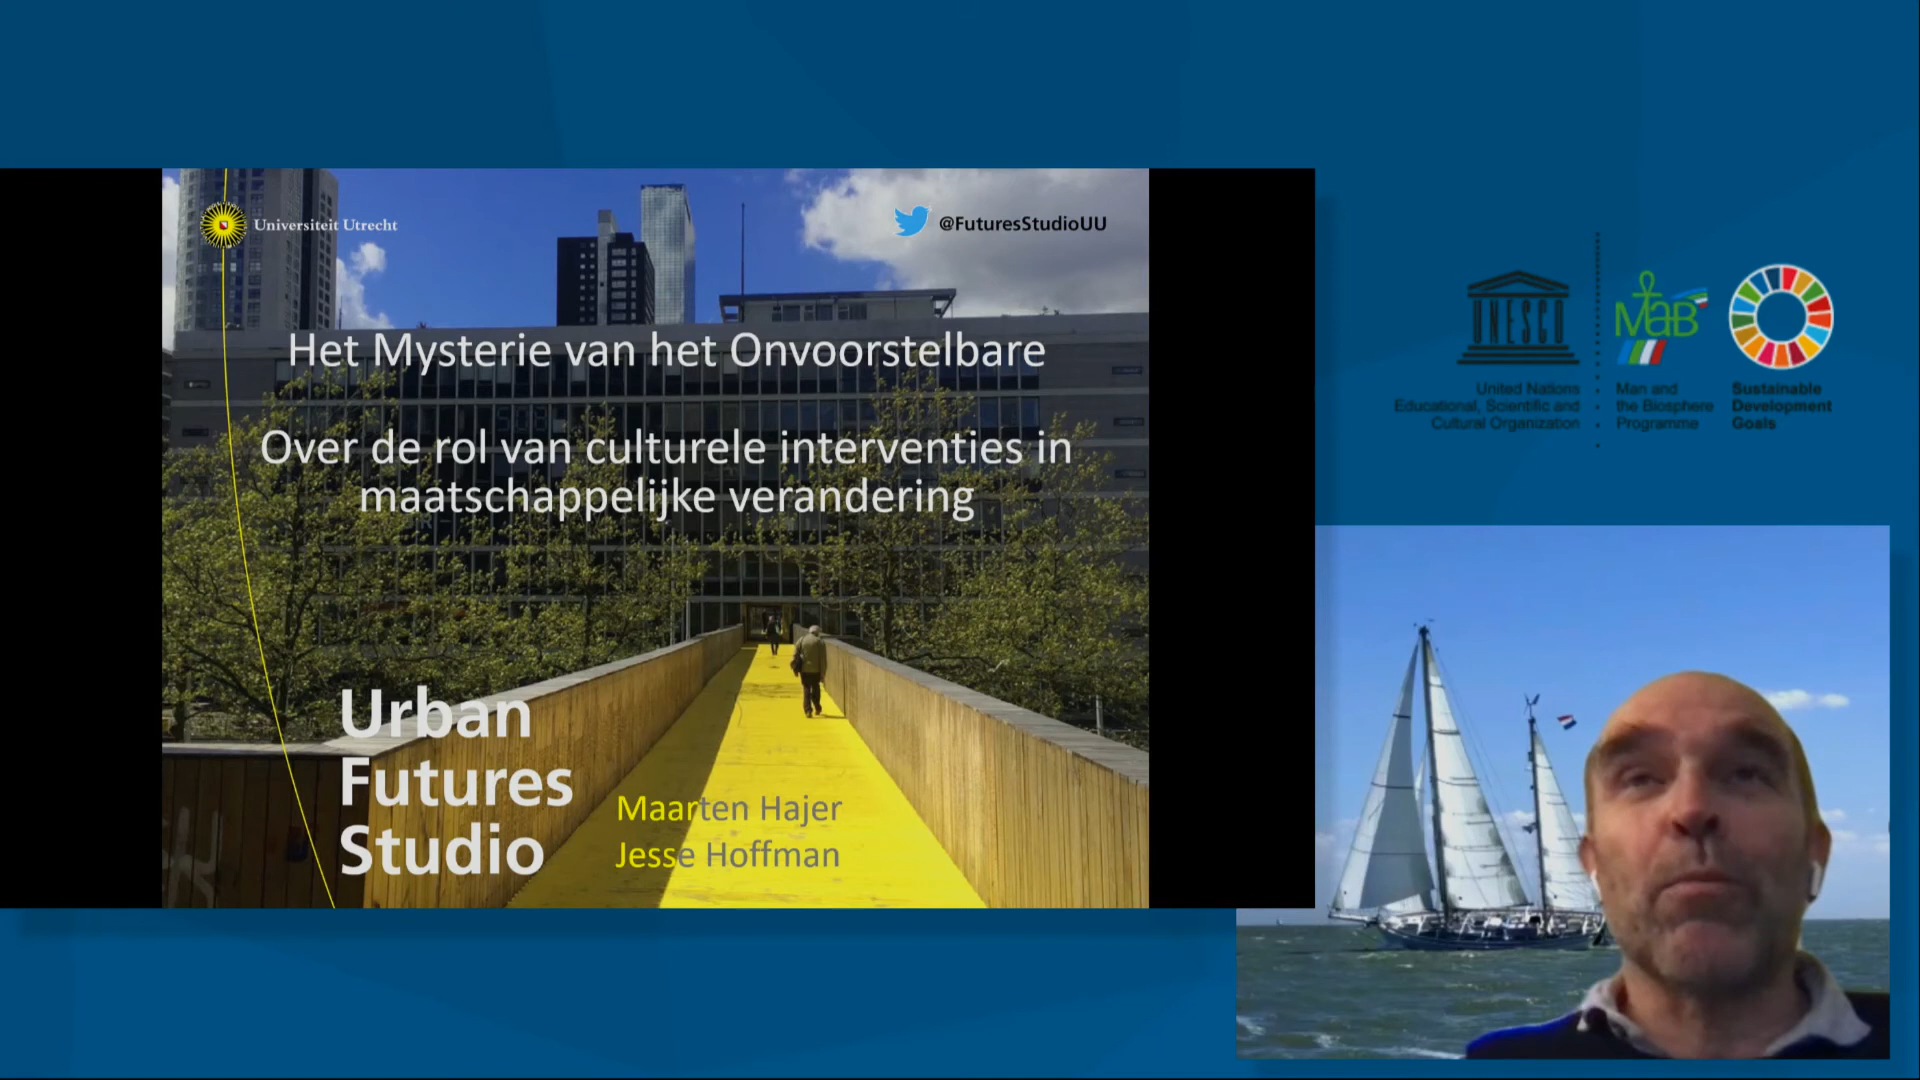 Universiteit Utrecht
@FuturesStudioUU
Het Mysterie van het Onvoorstelbare
Over de rol van culturele interventies in
maatschappelijke verandering
Urban
Futures
Studio
Maarten Hajer
Jesse Hoffman
UNESCO
United Nations
Educational, Scientific and
Cultural Organization
MaB
Man and
the Biosphere
Programme
Sustainable
Development
Goals